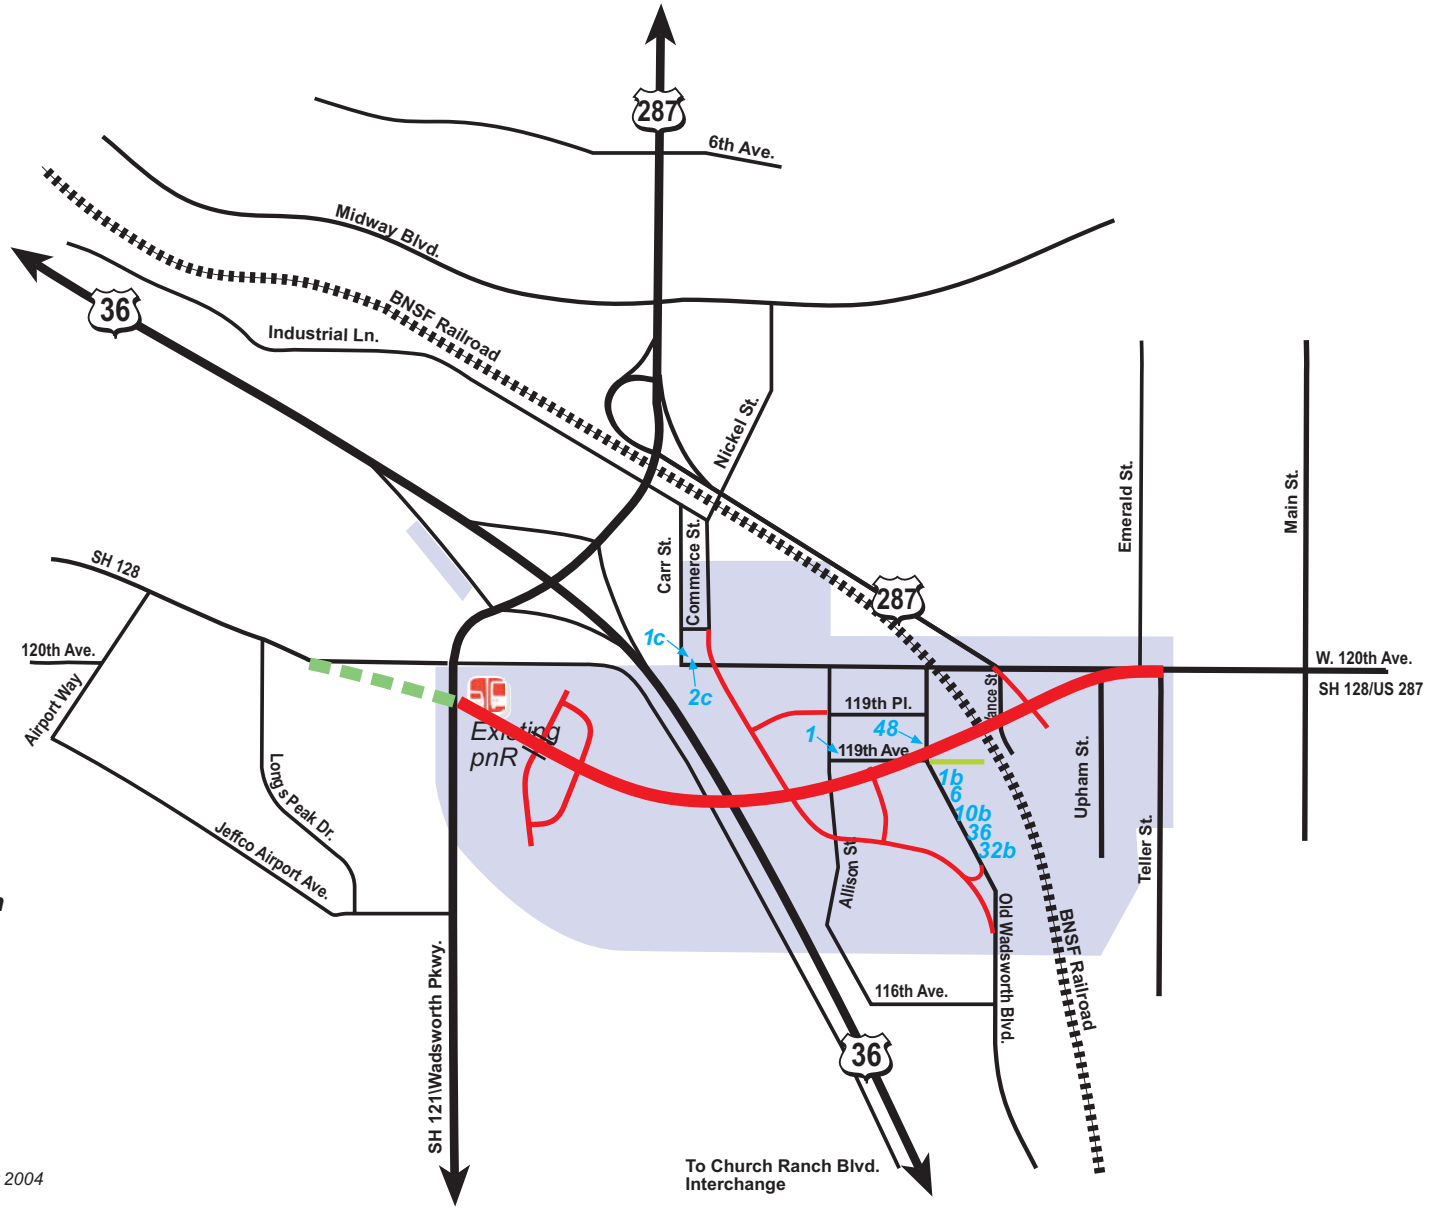 287
6th Ave.
Midway Blvd.
36
BNSF Railroad
Industrial Ln.
Nickel St.
Emerald St.
Main St.
SH 128
Carr St.
Commerce St.
287
120th Ave.
Airport Way
1c
2c
W. 120th Ave.
SH 128/US 287
Existing
pnR
119th Pl.
1
48
119th Ave
1b
6
10b
36
32b
Long s Peak Dr.
Jeffco Airport Ave.
Upham St.
Teller St.
Allison St.
Old Wadsworth Blvd.
BNSF Railroad
116th Ave.
SH 121\Wadsworth Pkwy.
36
To Church Ranch Blvd.
Interchange
2004